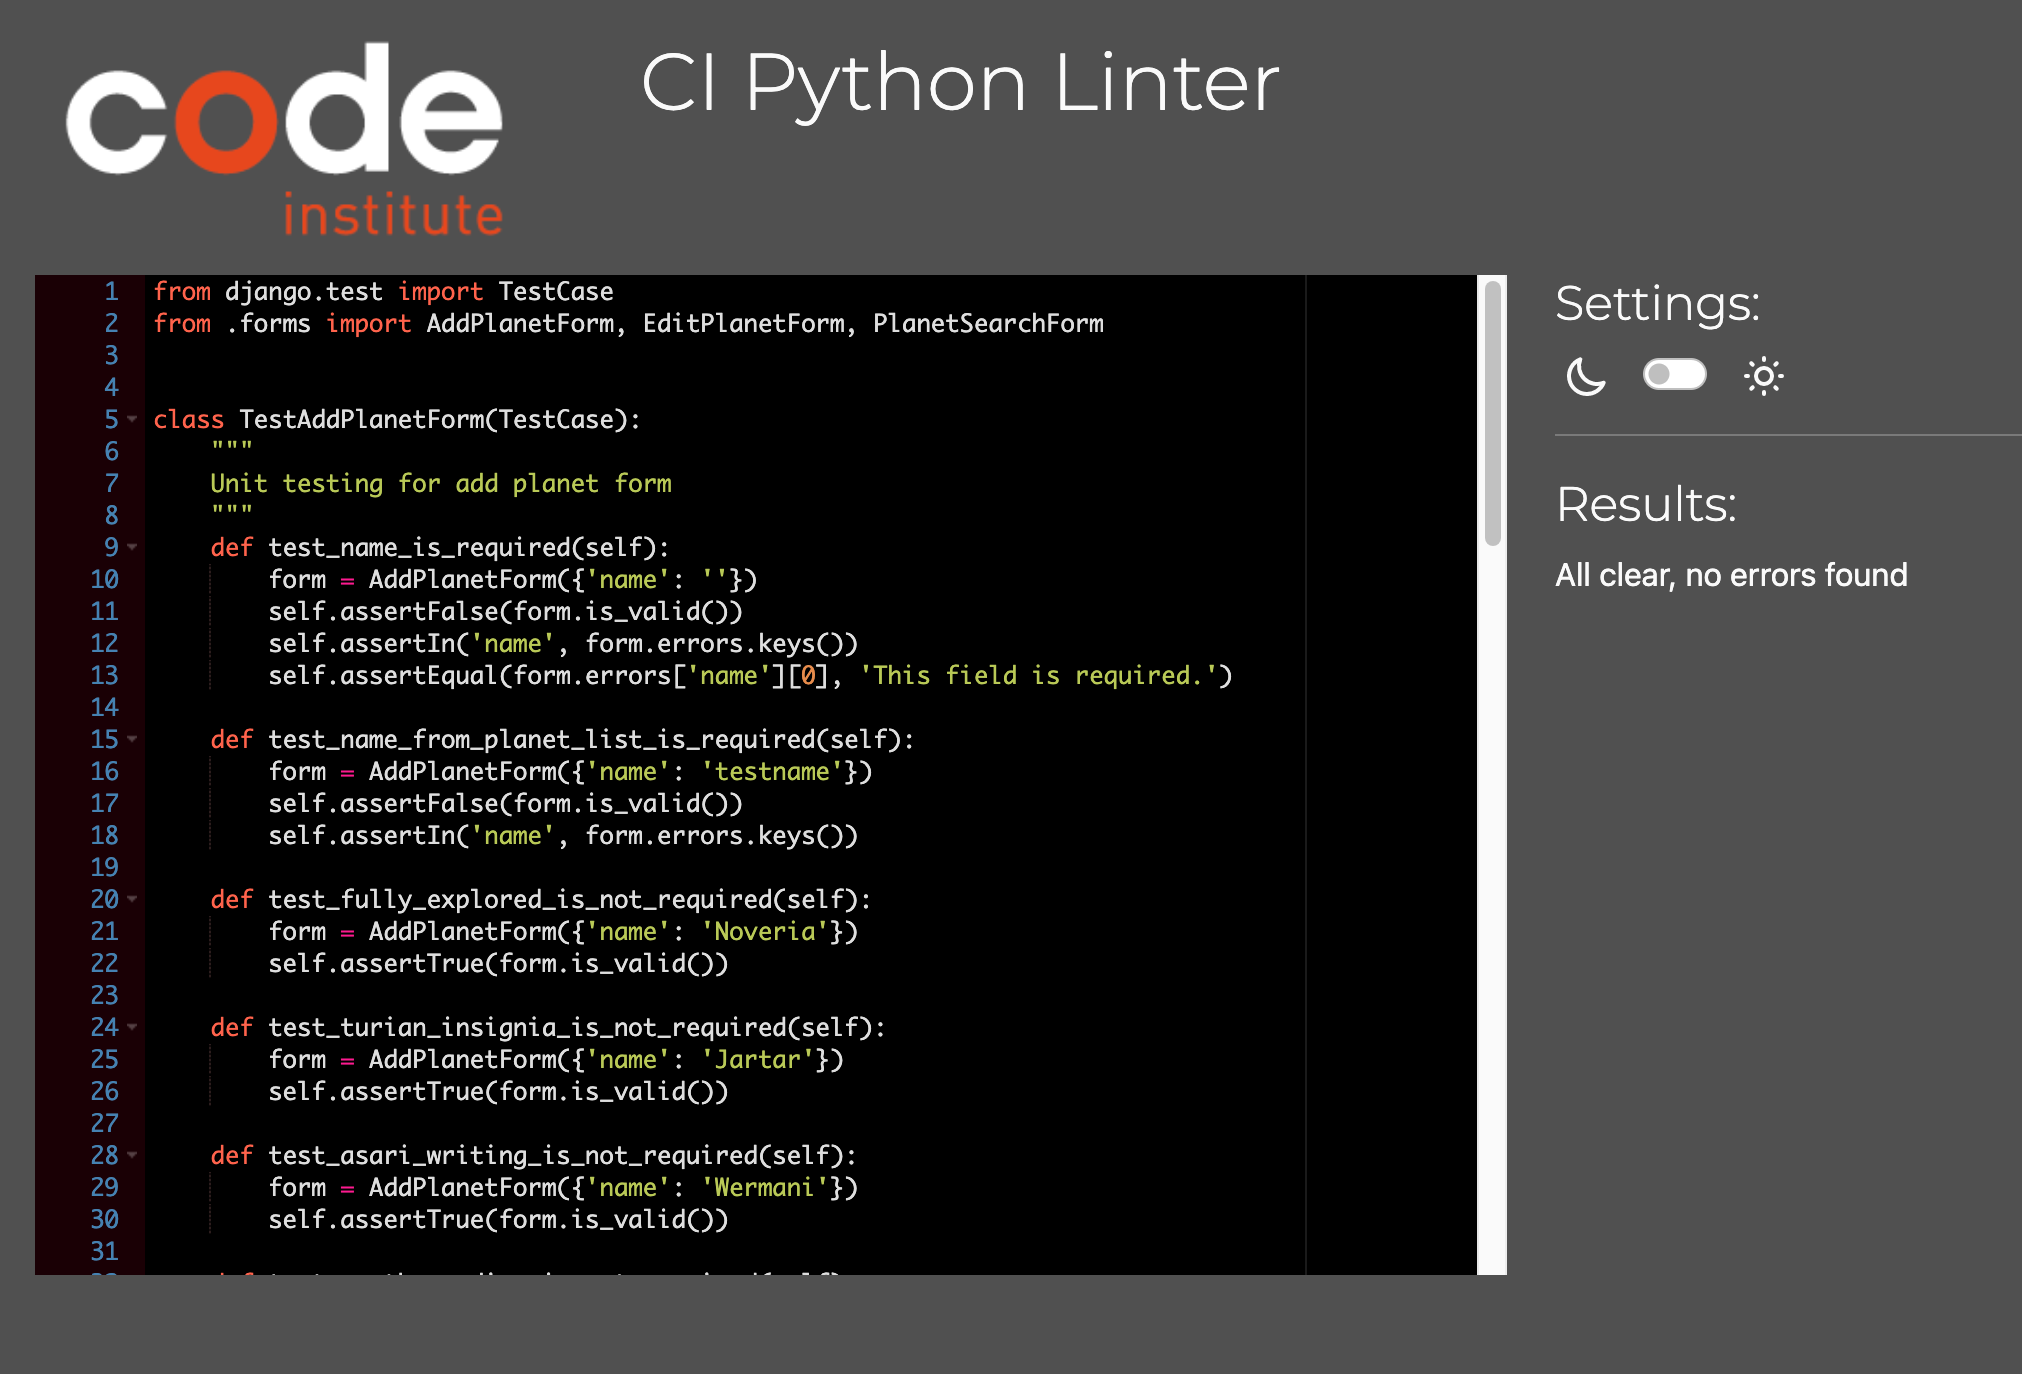 code
institute
CI Python Linter
1 from django.test import TestCase
2 from .forms import AddPlanetForm, EditPlanetForm, PlanetSearchForm
3
4
5 class TestAddPlanetForm(TestCase):
6     """
7     Unit testing for add planet form
8     """
9     def test_name_is_required(self):
10         form = AddPlanetForm({'name': ''})
11         self.assertFalse(form.is_valid())
12         self.assertIn('name', form.errors.keys())
13         self.assertEqual(form.errors['name'][0], 'This field is required.')
14
15     def test_name_from_planet_list_is_required(self):
16         form = AddPlanetForm({'name': 'testname'})
17         self.assertFalse(form.is_valid())
18         self.assertIn('name', form.errors.keys())
19
20     def test_fully_explored_is_not_required(self):
21         form = AddPlanetForm({'name': 'Noveria'})
22         self.assertTrue(form.is_valid())
23
24     def test_turian_insignia_is_not_required(self):
25         form = AddPlanetForm({'name': 'Jartar'})
26         self.assertTrue(form.is_valid())
27
28     def test_asari_writing_is_not_required(self):
29         form = AddPlanetForm({'name': 'Wermani'})
30         self.assertTrue(form.is_valid())
31
Settings:
Results:
All clear, no errors found